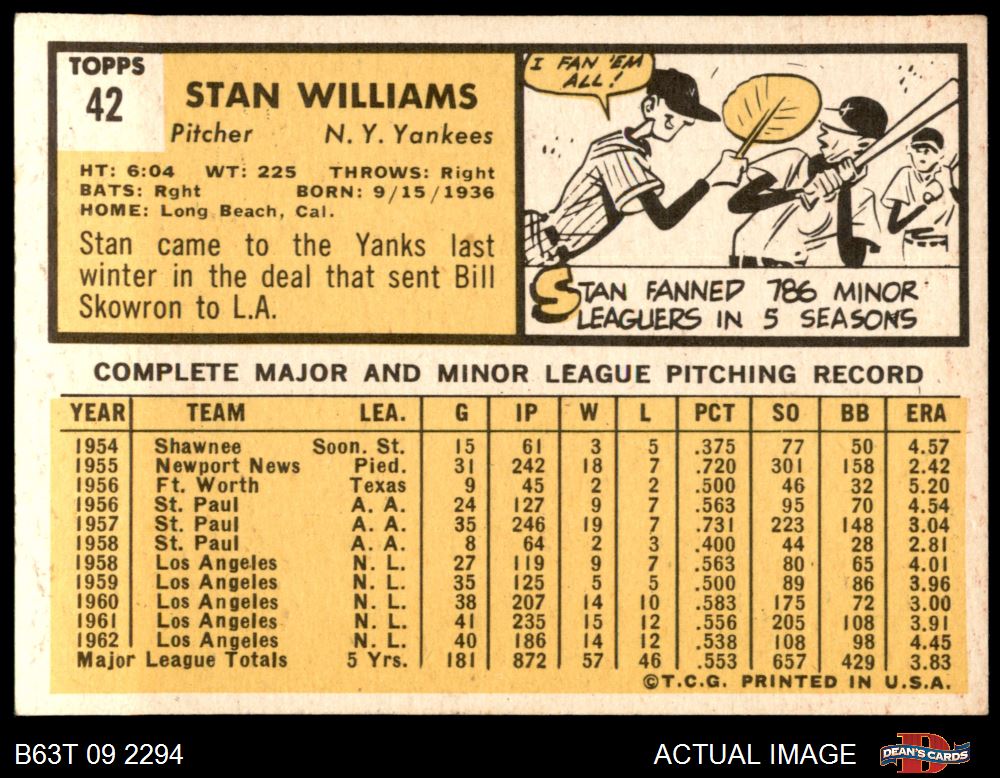 TOPPS
42
STAN WILLIAMS
Pitcher N. Y. Yankees
HT: 6:04 WT: 225 THROWS: Right
BATS: Rght BORN: 9/15/1936
HOME: Long Beach, Cal.
Stan came to the Yanks last
winter in the deal that sent Bill
Skowron to L.A.
I FAN 'EM
ALL!
STAN FANNED 786 MINOR
LEAGUERS IN 5 SEASONS
COMPLETE MAJOR AND MINOR LEAGUE PITCHING RECORD
YEAR TEAM LEA. G IP W L PCT SO BB ERA
1954 Shawnee Soon. St. 15 61 3 5 .375 77 50 4.57
1955 Newport News Pied. 31 242 18 7 .720 301 158 2.42
1956 Ft. Worth Texas 9 45 2 2 .500 46 32 5.20
1956 St. Paul A. A. 24 127 9 7 .563 95 70 4.54
1957 St. Paul A. A. 35 246 19 7 .731 223 148 3.04
1958 St. Paul A. A. 8 64 2 3 .400 44 28 2.81
1958 Los Angeles N. L. 27 119 9 7 .563 80 65 4.01
1959 Los Angeles N. L. 35 125 5 5 .500 89 86 3.96
1960 Los Angeles N. L. 38 207 14 10 .583 175 72 3.00
1961 Los Angeles N. L. 41 235 15 12 .556 205 108 3.91
1962 Los Angeles N. L. 40 186 14 12 .538 108 98 4.45
Major League Totals 5 Yrs. 181 872 57 46 .553 657 429 3.83
©T.C.G. PRINTED IN U.S.A.
B63T 09 2294 ACTUAL IMAGE DEAN'S CARDS